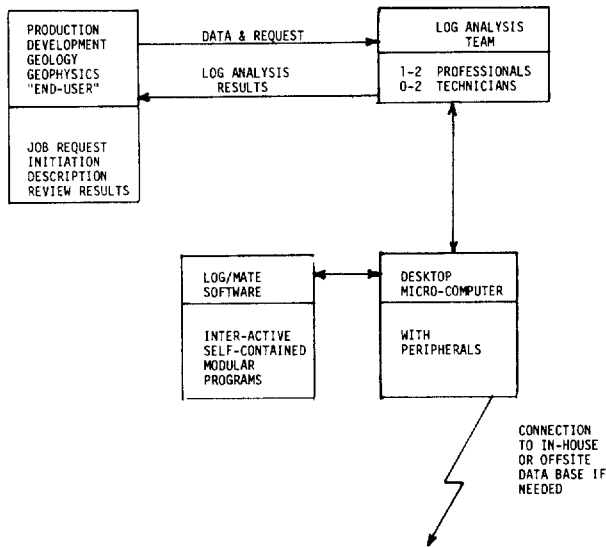 PRODUCTION
DEVELOPMENT
GEOLOGY
GEOPHYSICS
"END-USER"
JOB REQUEST
INITIATION
DESCRIPTION
REVIEW RESULTS
DATA & REQUEST
LOG ANALYSIS
RESULTS
LOG ANALYSIS
TEAM
1-2 PROFESSIONALS
0-2 TECHNICIANS
LOG/MATE
SOFTWARE
INTER-ACTIVE
SELF-CONTAINED
MODULAR
PROGRAMS
DESKTOP
MICRO-COMPUTER
WITH
PERIPHERALS
CONNECTION
TO IN-HOUSE
OR OFFSITE
DATA BASE IF
NEEDED